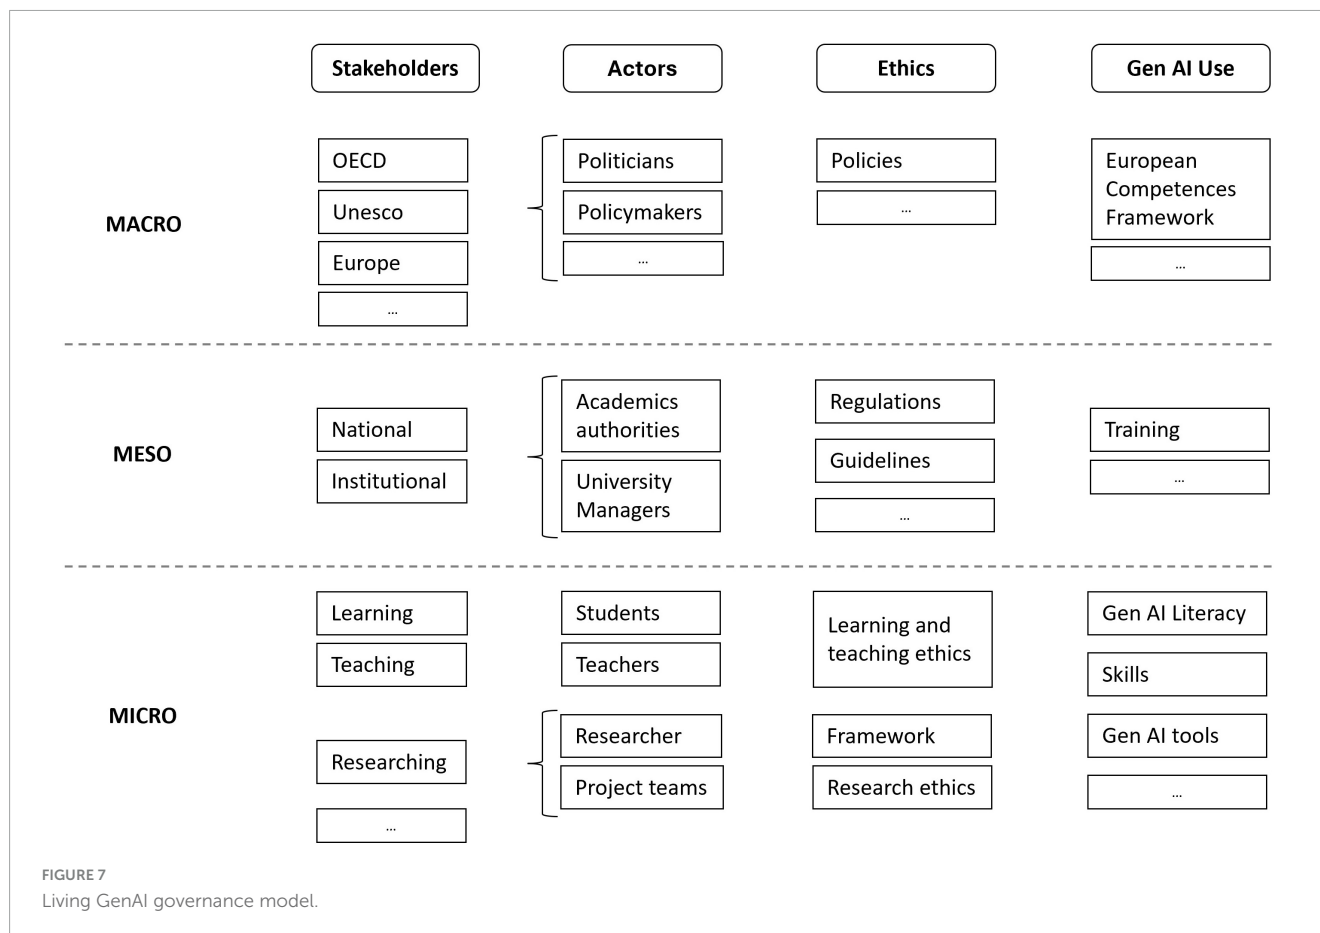 Stakeholders
Actors
Ethics
Gen AI Use
MACRO
OECD
Unesco
Europe
...
Politicians
Policymakers
...
Policies
...
European
Competences
Framework
...
MESO
National
Institutional
Academics
authorities
University
Managers
Regulations
Guidelines
...
Training
...
MICRO
Learning
Teaching
Researching
...
Students
Teachers
Researcher
Project teams
Learning and
teaching ethics
Framework
Research ethics
Gen AI Literacy
Skills
Gen AI tools
...
FIGURE 7
Living GenAI governance model.